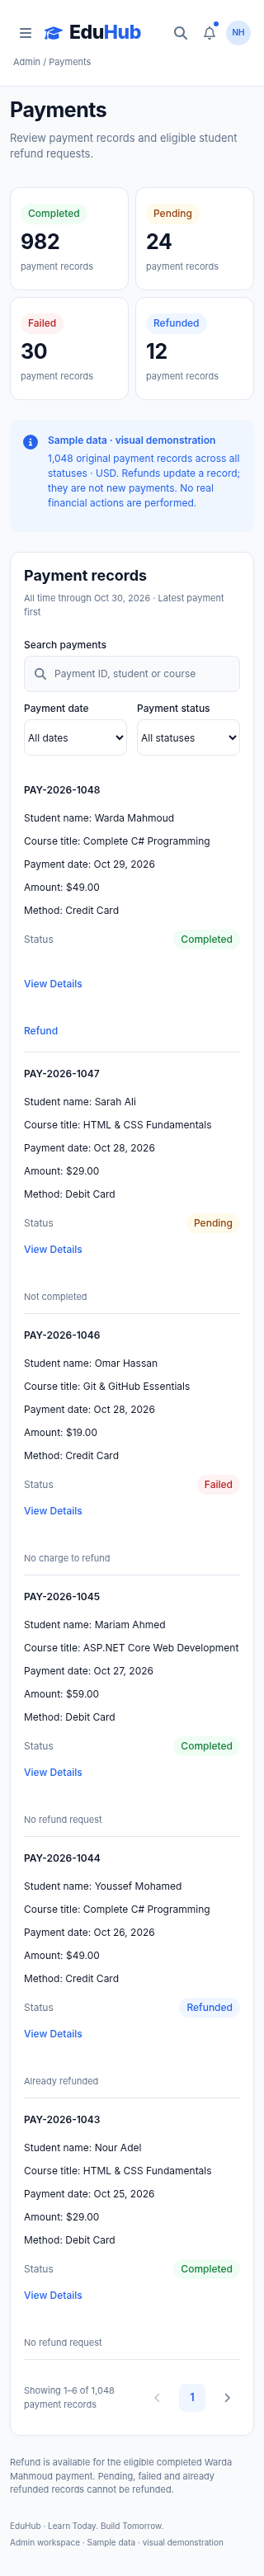 EduHub
NH
Admin / Payments
Payments
Review payment records and eligible student
refund requests.
Completed
982
payment records
Pending
24
payment records
Failed
30
payment records
Refunded
12
payment records
Sample data · visual demonstration
1,048 original payment records across all
statuses · USD. Refunds update a record;
they are not new payments. No real
financial actions are performed.
Payment records
All time through Oct 30, 2026 · Latest payment
first
Search payments
Payment ID, student or course
Payment date
Payment status
All dates
All statuses
PAY-2026-1048
Student name: Warda Mahmoud
Course title: Complete C# Programming
Payment date: Oct 29, 2026
Amount: $49.00
Method: Credit Card
Status
Completed
View Details
Refund
PAY-2026-1047
Student name: Sarah Ali
Course title: HTML & CSS Fundamentals
Payment date: Oct 28, 2026
Amount: $29.00
Method: Debit Card
Status
Pending
View Details
Not completed
PAY-2026-1046
Student name: Omar Hassan
Course title: Git & GitHub Essentials
Payment date: Oct 28, 2026
Amount: $19.00
Method: Credit Card
Status
Failed
View Details
No charge to refund
PAY-2026-1045
Student name: Mariam Ahmed
Course title: ASP.NET Core Web Development
Payment date: Oct 27, 2026
Amount: $59.00
Method: Debit Card
Status
Completed
View Details
No refund request
PAY-2026-1044
Student name: Youssef Mohamed
Course title: Complete C# Programming
Payment date: Oct 26, 2026
Amount: $49.00
Method: Credit Card
Status
Refunded
View Details
Already refunded
PAY-2026-1043
Student name: Nour Adel
Course title: HTML & CSS Fundamentals
Payment date: Oct 25, 2026
Amount: $29.00
Method: Debit Card
Status
Completed
View Details
No refund request
Showing 1–6 of 1,048
payment records
1
Refund is available for the eligible completed Warda
Mahmoud payment. Pending, failed and already
refunded records cannot be refunded.
EduHub · Learn Today. Build Tomorrow.
Admin workspace · Sample data · visual demonstration